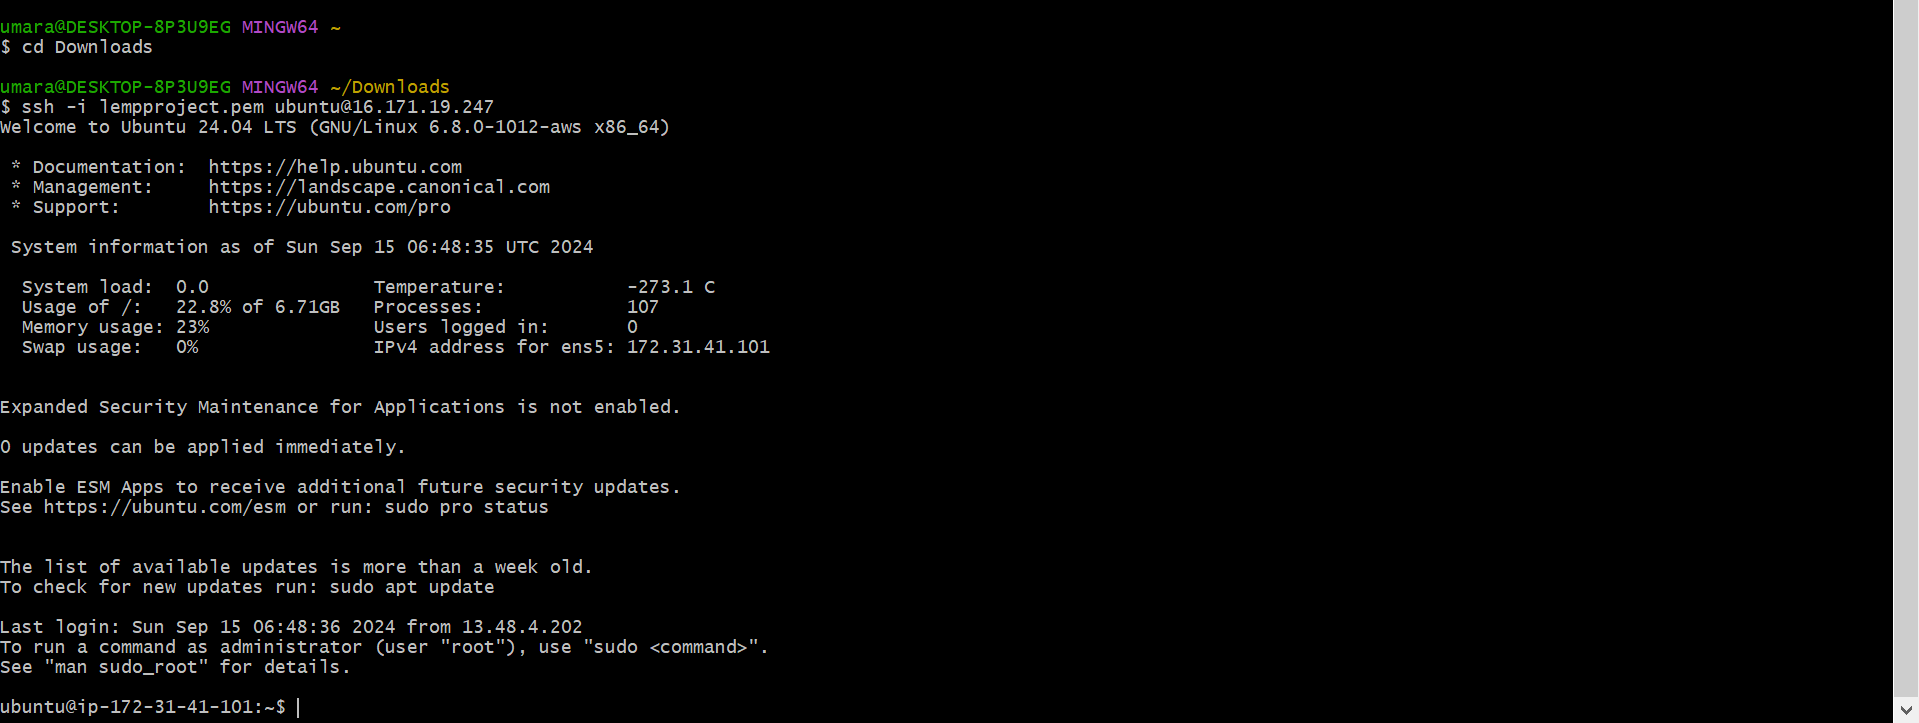 umara@DESKTOP-8P3U9EG MINGW64 ~
$ cd Downloads
umara@DESKTOP-8P3U9EG MINGW64 ~/Downloads
$ ssh -i lempproject.pem ubuntu@16.171.19.247
Welcome to Ubuntu 24.04 LTS (GNU/Linux 6.8.0-1012-aws x86_64)
* Documentation:  https://help.ubuntu.com
* Management:     https://landscape.canonical.com
* Support:        https://ubuntu.com/pro
System information as of Sun Sep 15 06:48:35 UTC 2024
System load:  0.0               Temperature:           -273.1 C
Usage of /:   22.8% of 6.71GB   Processes:             107
Memory usage: 23%               Users logged in:       0
Swap usage:   0%                IPv4 address for ens5: 172.31.41.101
Expanded Security Maintenance for Applications is not enabled.
0 updates can be applied immediately.
Enable ESM Apps to receive additional future security updates.
See https://ubuntu.com/esm or run: sudo pro status
The list of available updates is more than a week old.
To check for new updates run: sudo apt update
Last login: Sun Sep 15 06:48:36 2024 from 13.48.4.202
To run a command as administrator (user "root"), use "sudo <command>".
See "man sudo_root" for details.
ubuntu@ip-172-31-41-101:~$